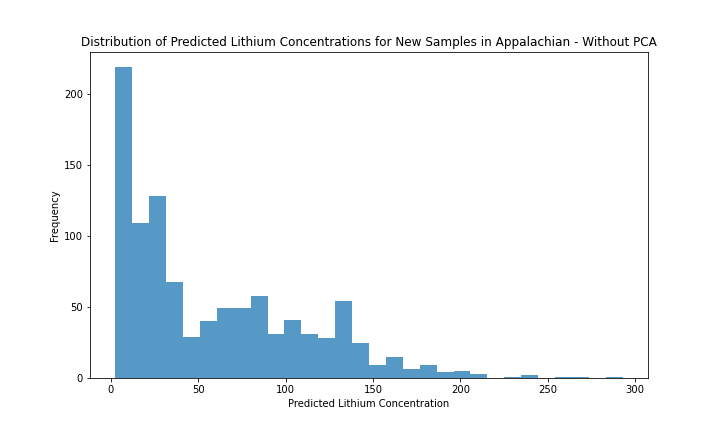 Distribution of Predicted Lithium Concentrations for New Samples in Appalachian - Without PCA
200
150
100
50
0
Frequency
0 50 100 150 200 250 300
Predicted Lithium Concentration